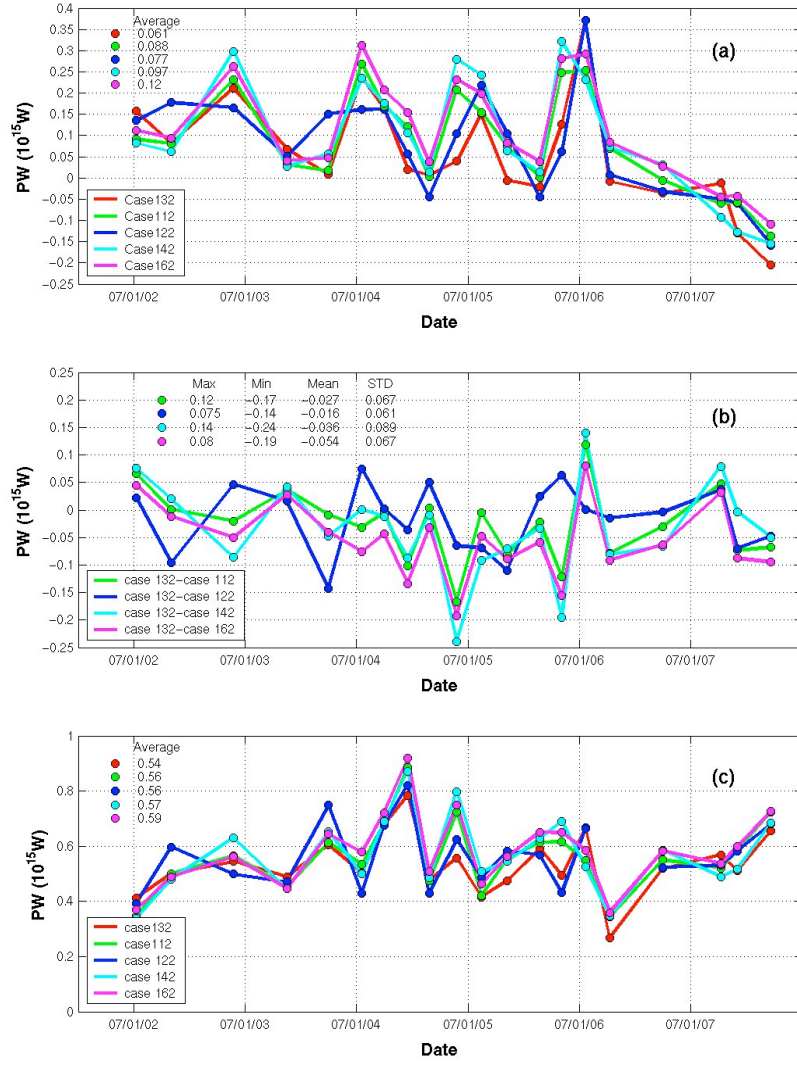 0.4
0.35
0.3
0.25
0.2
0.15
0.1
0.05
0
−0.05
−0.1
−0.15
−0.2
−0.25
PW (10^15W)
Average
0.061
0.088
0.077
0.097
0.12
(a)
Case132
Case112
Case122
Case142
Case162
07/01/02 07/01/03 07/01/04 07/01/05 07/01/06 07/01/07
Date
0.25
0.2
0.15
0.1
0.05
0
−0.05
−0.1
−0.15
−0.2
−0.25
PW (10^15W)
Max Min Mean STD
0.12 −0.17 −0.027 0.067
0.075 −0.14 −0.016 0.061
0.14 −0.24 −0.036 0.089
0.08 −0.19 −0.054 0.067
(b)
case 132−case 112
case 132−case 122
case 132−case 142
case 132−case 162
07/01/02 07/01/03 07/01/04 07/01/05 07/01/06 07/01/07
Date
1
0.8
0.6
0.4
0.2
0
PW (10^15W)
Average
0.54
0.56
0.56
0.57
0.59
(c)
case132
case112
case 122
case 142
case 162
07/01/02 07/01/03 07/01/04 07/01/05 07/01/06 07/01/07
Date